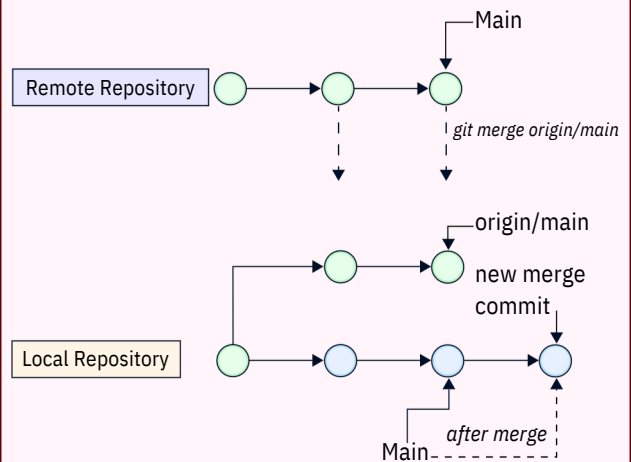 Main
Remote Repository
git merge origin/main
origin/main
new merge
commit
Local Repository
after merge
Main